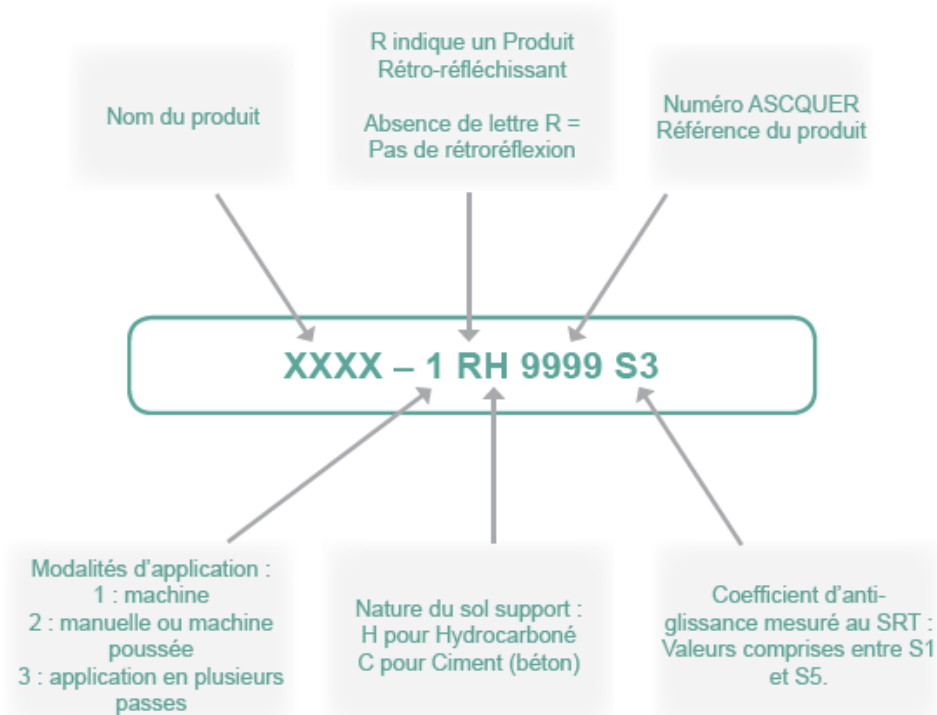 Nom du produit
R indique un Produit
Rétro-réfléchissant
Absence de lettre R =
Pas de rétroréflexion
Numéro ASCQUER
Référence du produit
XXXX – 1 RH 9999 S3
Modalités d'application :
1 : machine
2 : manuelle ou machine
poussée
3 : application en plusieurs
passes
Nature du sol support :
H pour Hydrocarboné
C pour Ciment (béton)
Coefficient d'anti-
glissance mesuré au SRT :
Valeurs comprises entre S1
et S5.